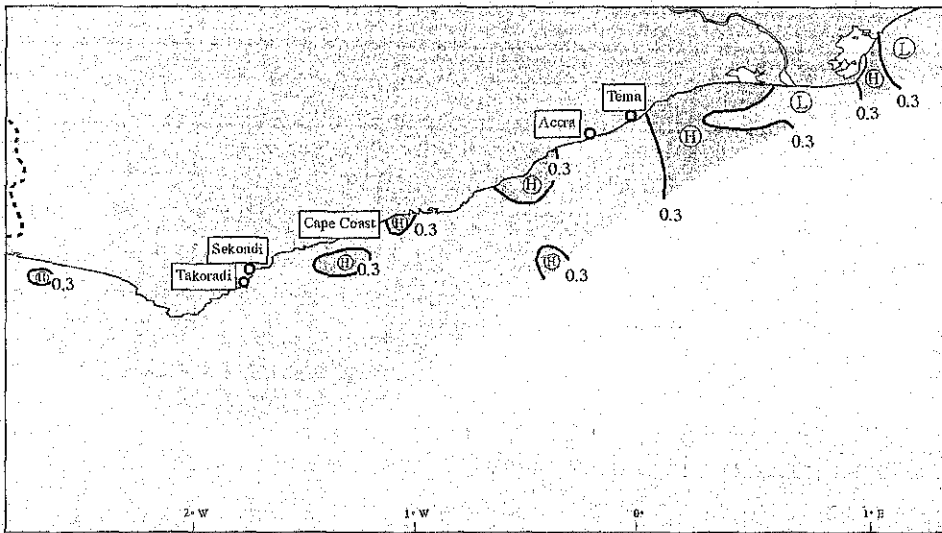 L
H
0.3
0.3
L
0.3
Tema
Accra
H
0.3
0.3
H
Cape Coast
H
0.3
Sekondi
Takoradi
H
0.3
H
0.3
H
0.3
2° W
1° W
0°
1° E